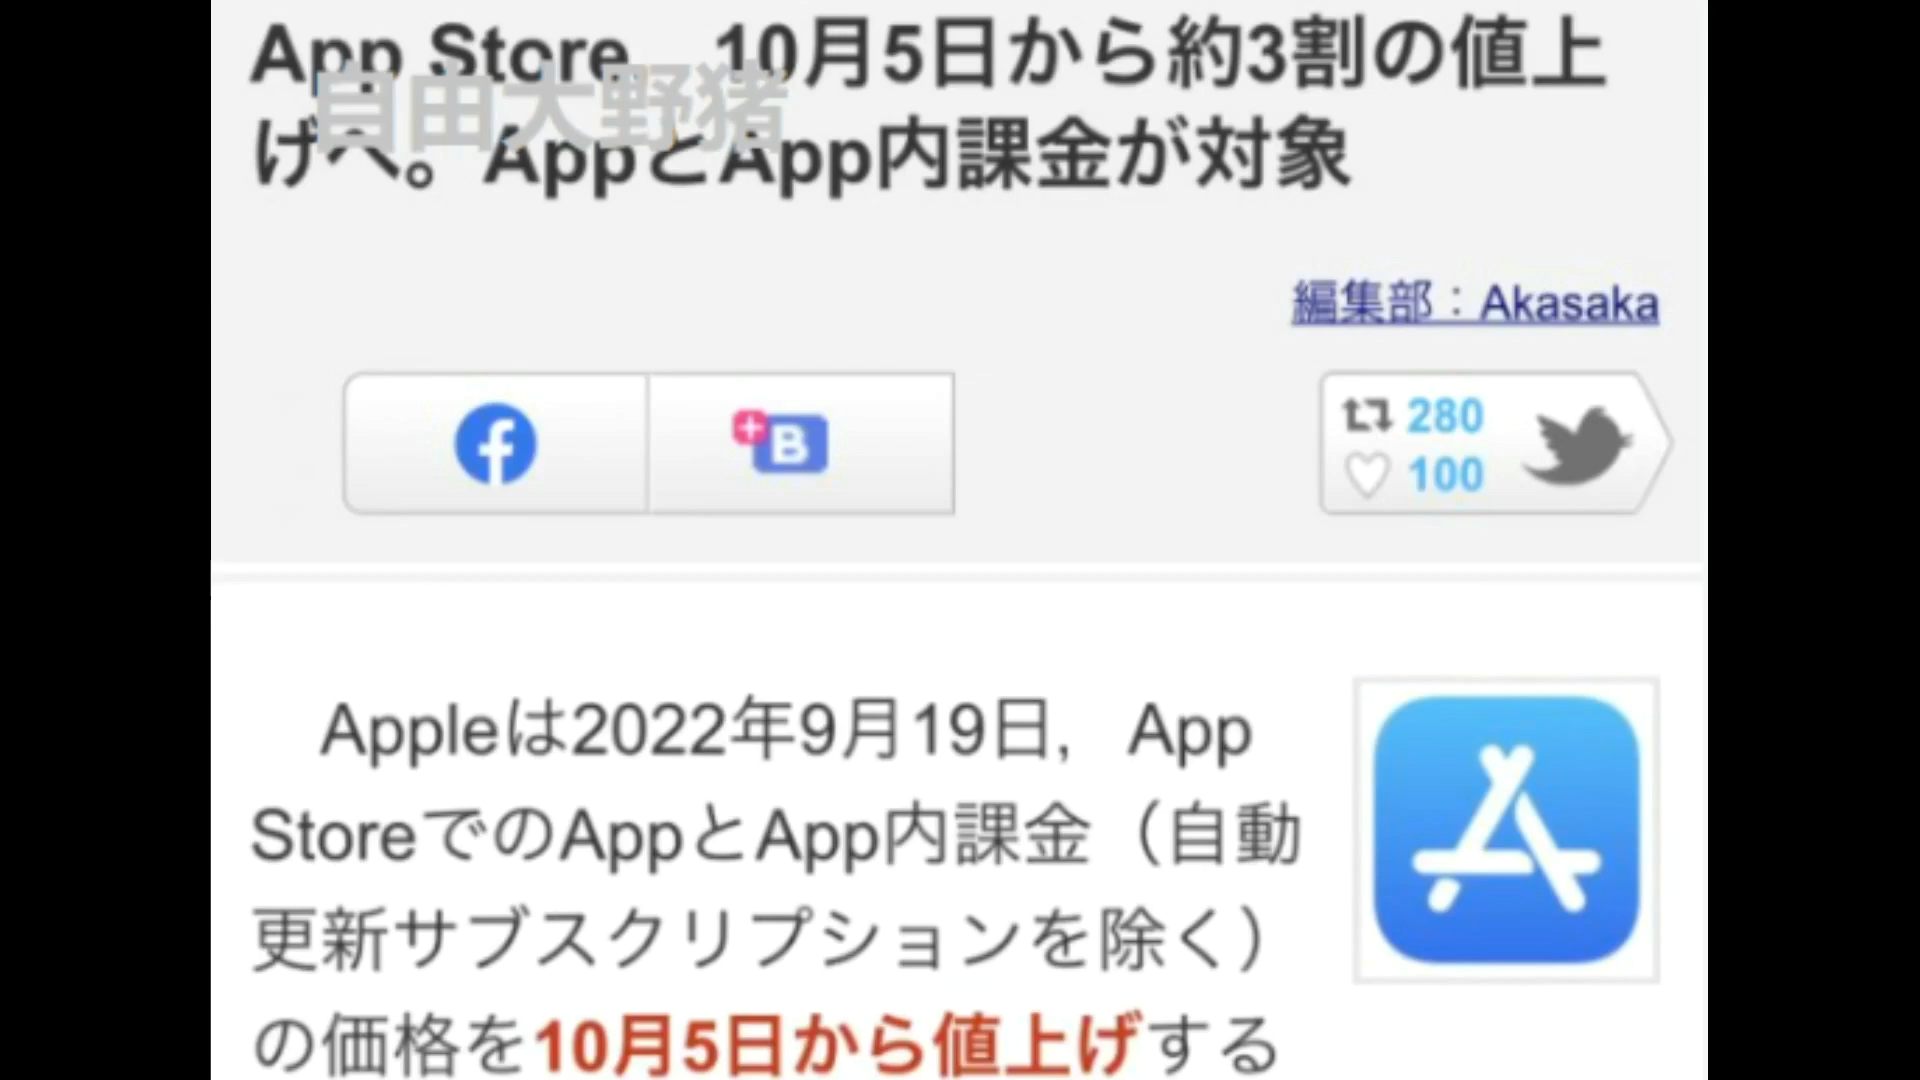 App Store，10月5日から約3割の値上
げへ。AppとApp内課金が対象
自由大野猪
編集部：Akasaka
280
100
B
Appleは2022年9月19日，App
StoreでのAppとApp内課金（自動
更新サブスクリプションを除く）
の価格を10月5日から値上げする